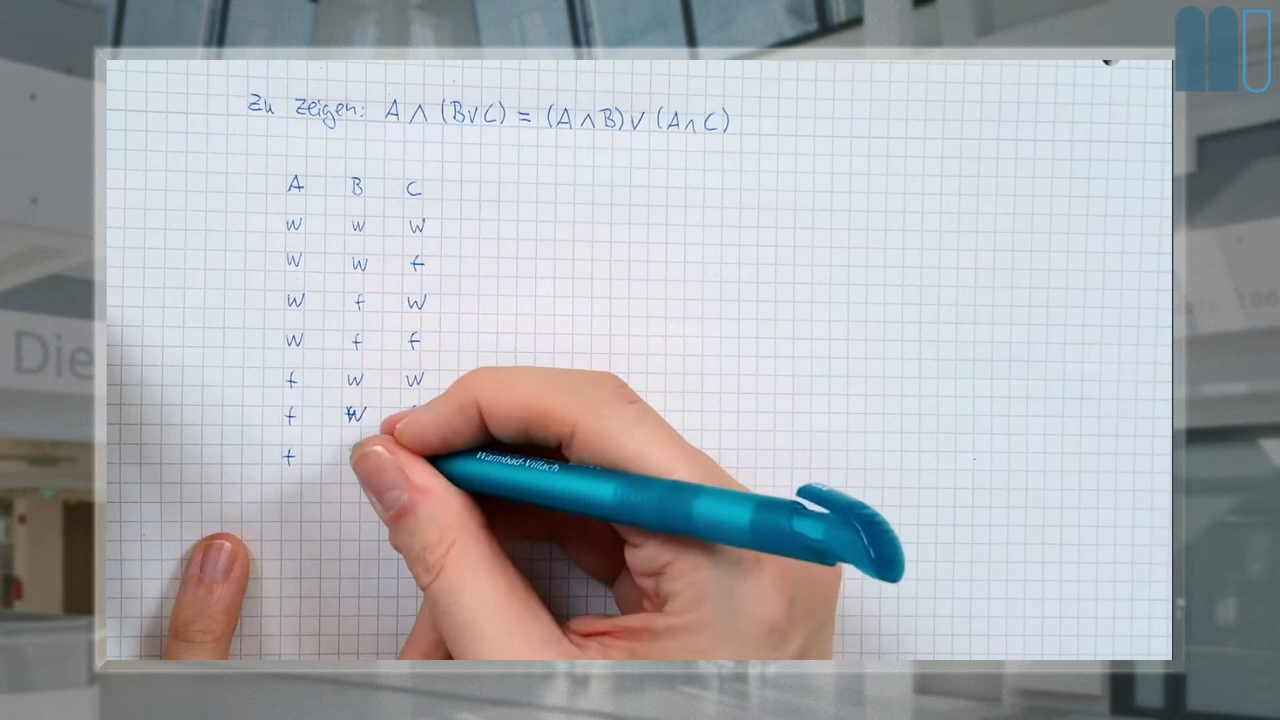 Zu zeigen: A ∧ (B∨C) = (A∧B) ∨ (A∧C)
A B C
w w w
w w f
w f w
w f f
f w w
f w
f
Warmbad-Villach
Die